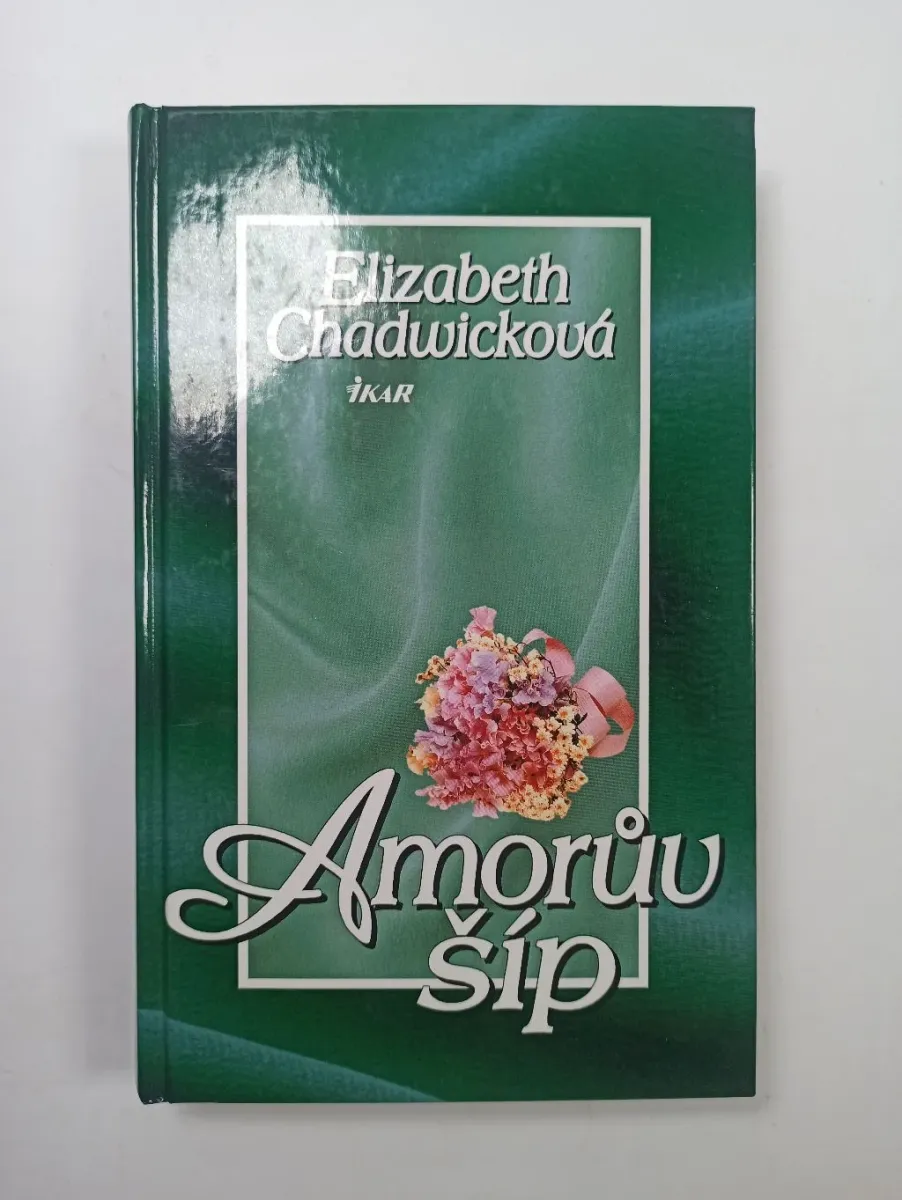 Elizabeth
Chadwicková
IKAR
Amorův
šíp